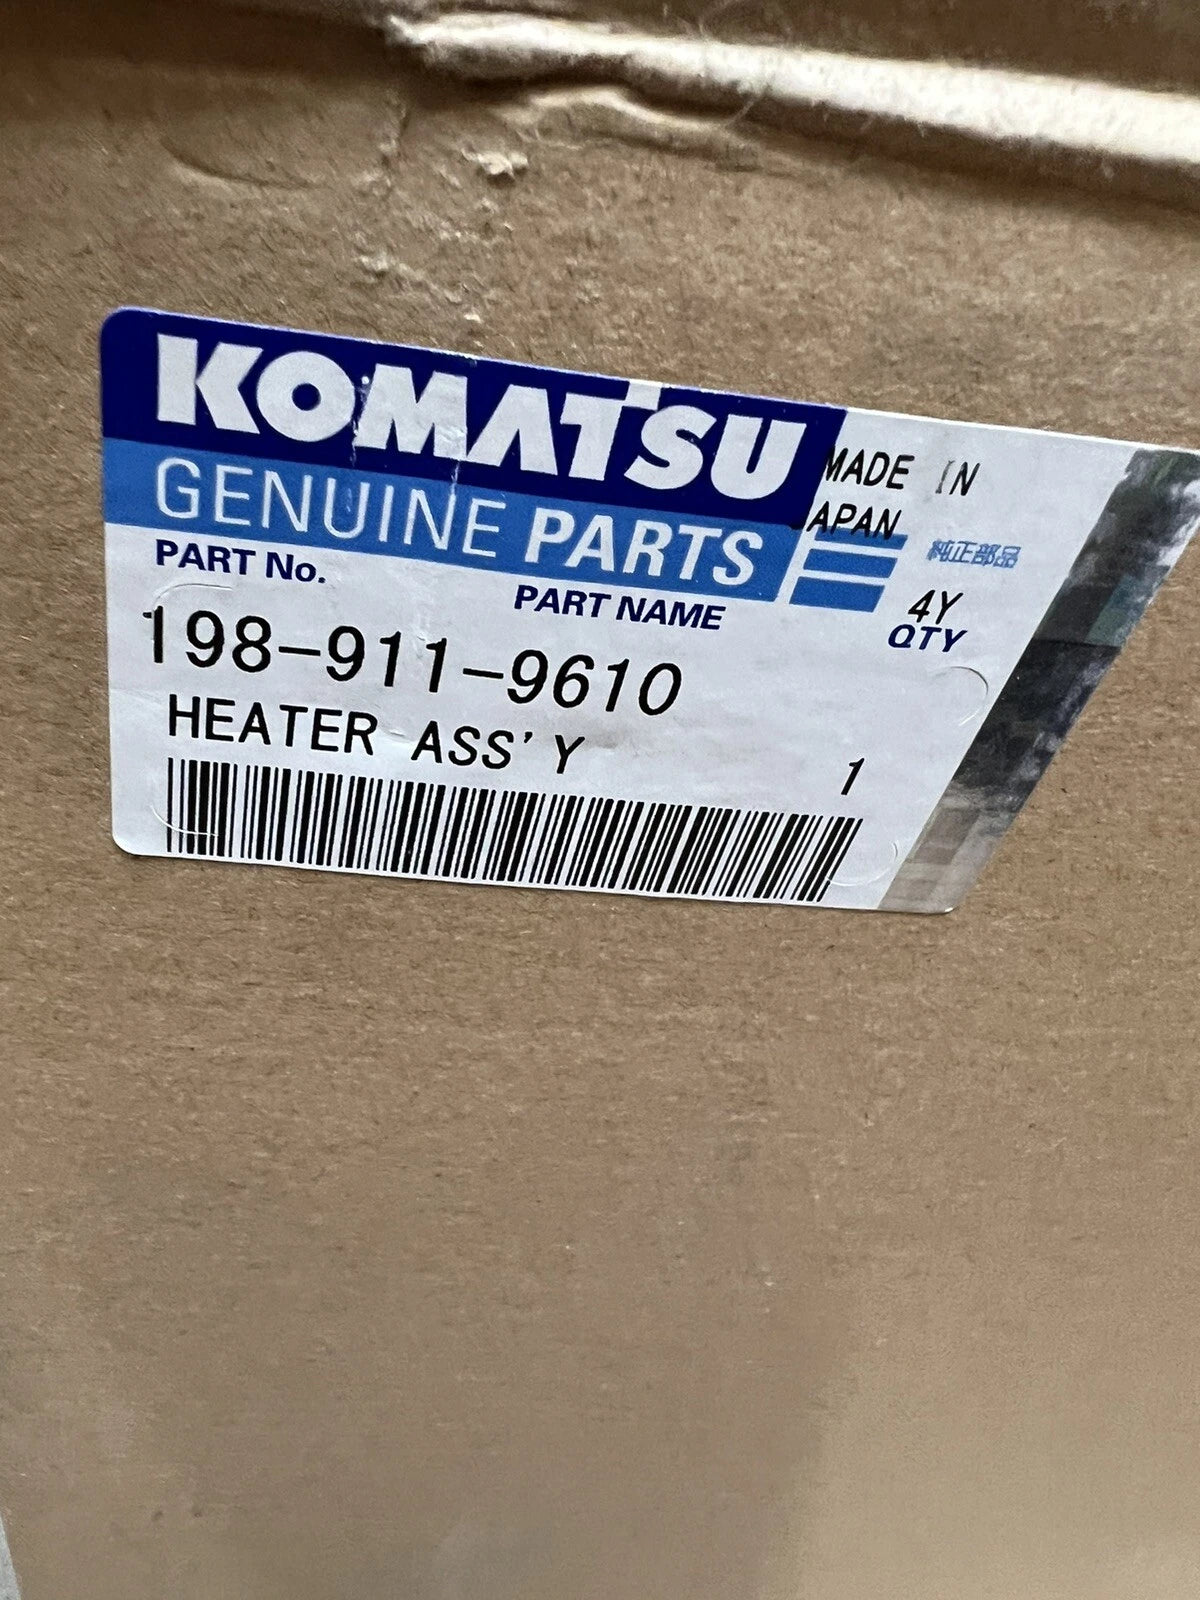 KOMATSU
MADE IN
JAPAN
GENUINE PARTS
純正部品
PART No.
PART NAME
4Y
QTY
198-911-9610
HEATER ASS'Y
1